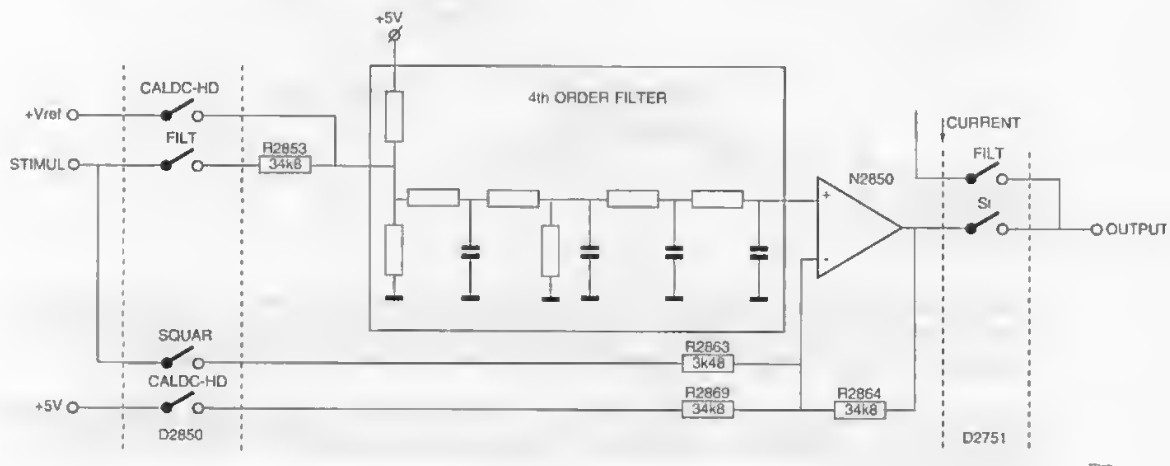 +5V
CALDC-HD
4th ORDER FILTER
+Vref
CURRENT
FILT
FILT
R2853
N2850
STIMUL
34k8
SI
+
OUTPUT
-
SQUAR
R2863
3k48
CALDC-HD
R2869
R2864
+5V
34k8
34k8
D2850
D2751